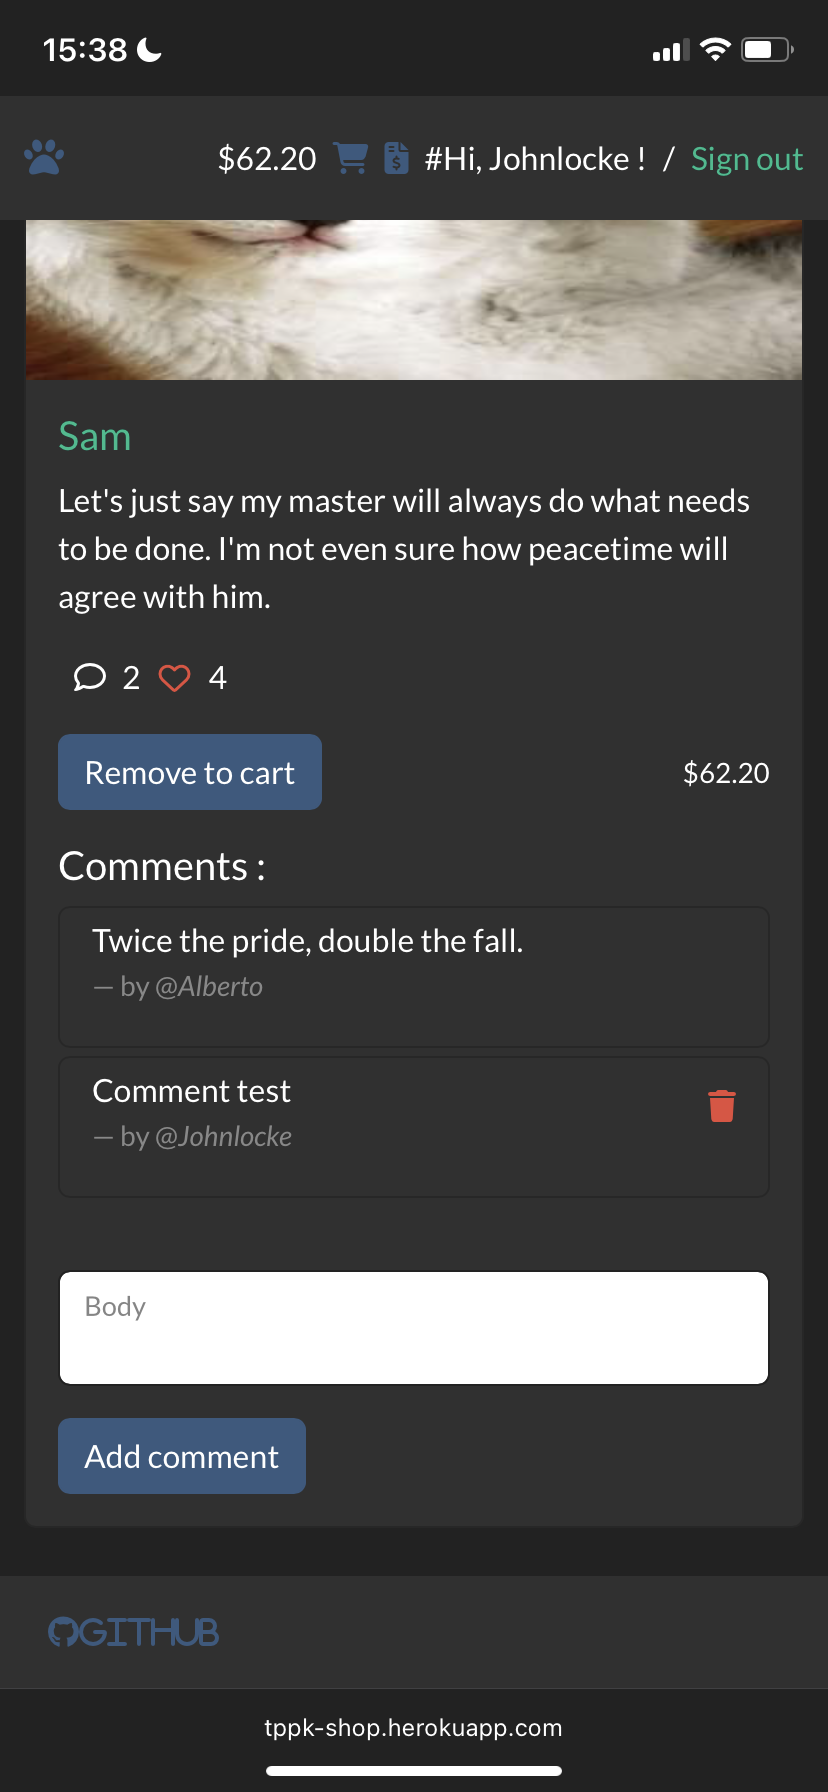 15:38
$62.20 #Hi, Johnlocke ! / Sign out
Sam
Let's just say my master will always do what needs
to be done. I'm not even sure how peacetime will
agree with him.
2 4
Remove to cart
$62.20
Comments :
Twice the pride, double the fall.
— by @Alberto
Comment test
— by @Johnlocke
Body
Add comment
GITHUB
tppk-shop.herokuapp.com